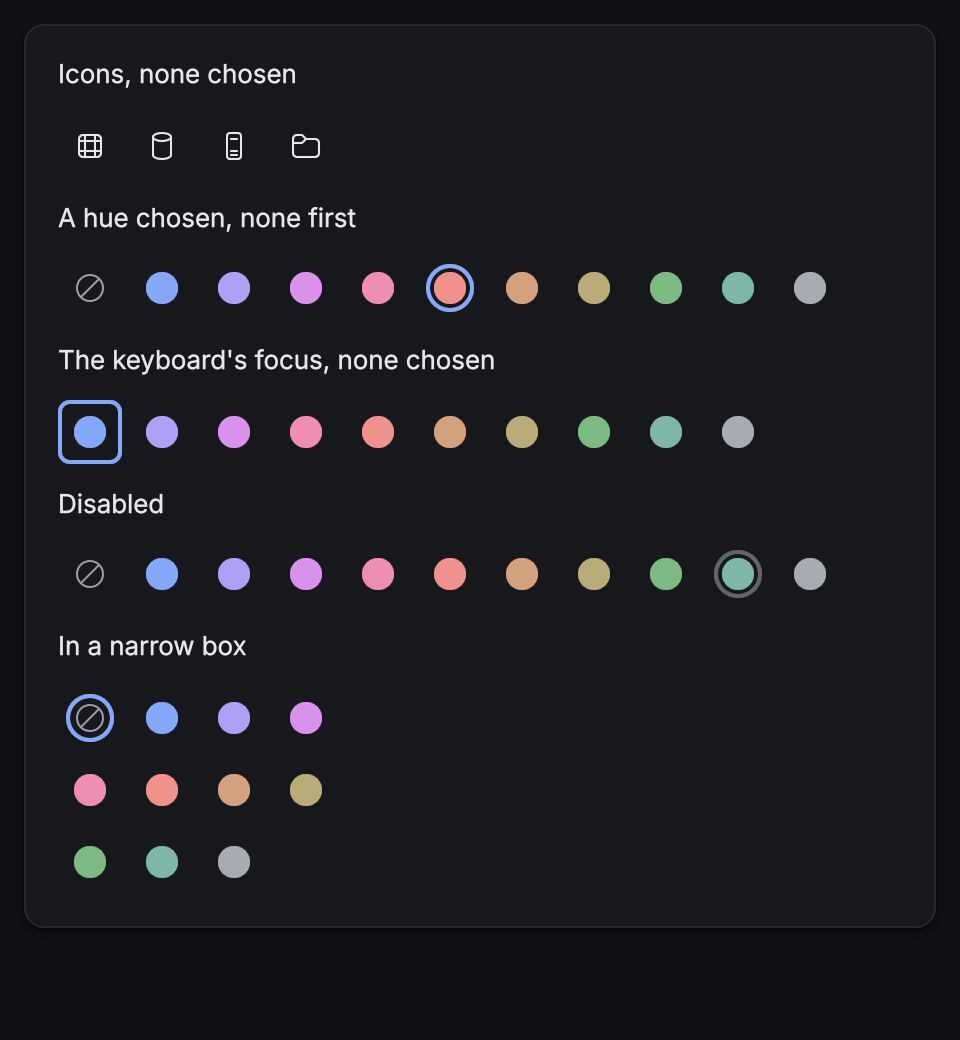 Icons, none chosen
A hue chosen, none first
The keyboard's focus, none chosen
Disabled
In a narrow box